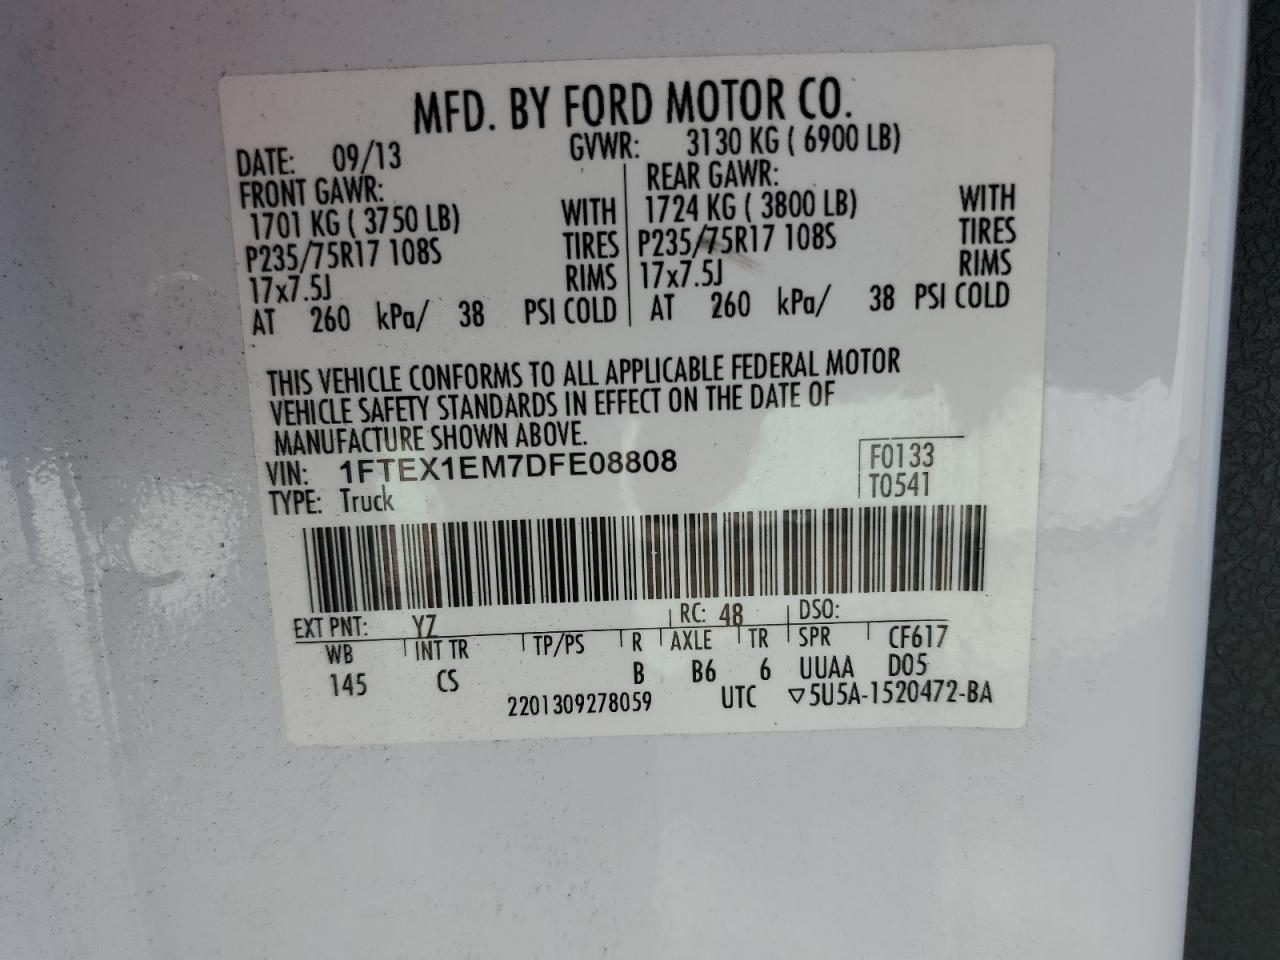 MFD. BY FORD MOTOR CO.
DATE: 09/13 GVWR: 3130 KG ( 6900 LB)
FRONT GAWR: REAR GAWR:
1701 KG ( 3750 LB) WITH 1724 KG ( 3800 LB) WITH
P235/75R17 108S TIRES P235/75R17 108S TIRES
17x7.5J RIMS 17x7.5J RIMS
AT 260 kPa/ 38 PSI COLD AT 260 kPa/ 38 PSI COLD
THIS VEHICLE CONFORMS TO ALL APPLICABLE FEDERAL MOTOR
VEHICLE SAFETY STANDARDS IN EFFECT ON THE DATE OF
MANUFACTURE SHOWN ABOVE.
VIN: 1FTEX1EM7DFE08808 F0133
TYPE: Truck T0541
EXT PNT: YZ RC: 48 DSO:
WB INT TR TP/PS R AXLE TR SPR CF617
145 CS B B6 6 UUAA D05
2201309278059 UTC ▽5U5A-1520472-BA